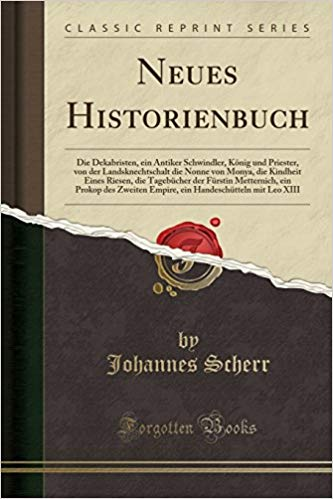 CLASSIC REPRINT SERIES
NEUES
HISTORIENBUCH
Die Dekabristen, ein Antiker Schwindler, König und Priester,
von der Landsknechtschalt die Nonne von Monya, die Kindheit
Eines Riesen, die Tagebücher der Fürstin Metternich, ein
Prokop des Zweiten Empire, ein Handeschütteln mit Leo XIII
by
Johannes Scherr
Forgotten Books